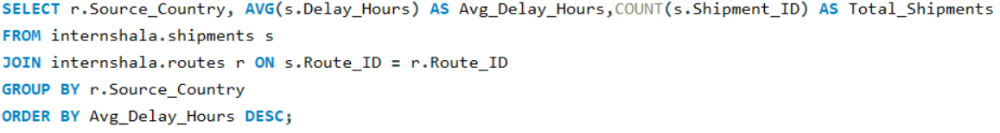 SELECT r.Source_Country, AVG(s.Delay_Hours) AS Avg_Delay_Hours,COUNT(s.Shipment_ID) AS Total_Shipments
FROM internshala.shipments s
JOIN internshala.routes r ON s.Route_ID = r.Route_ID
GROUP BY r.Source_Country
ORDER BY Avg_Delay_Hours DESC;